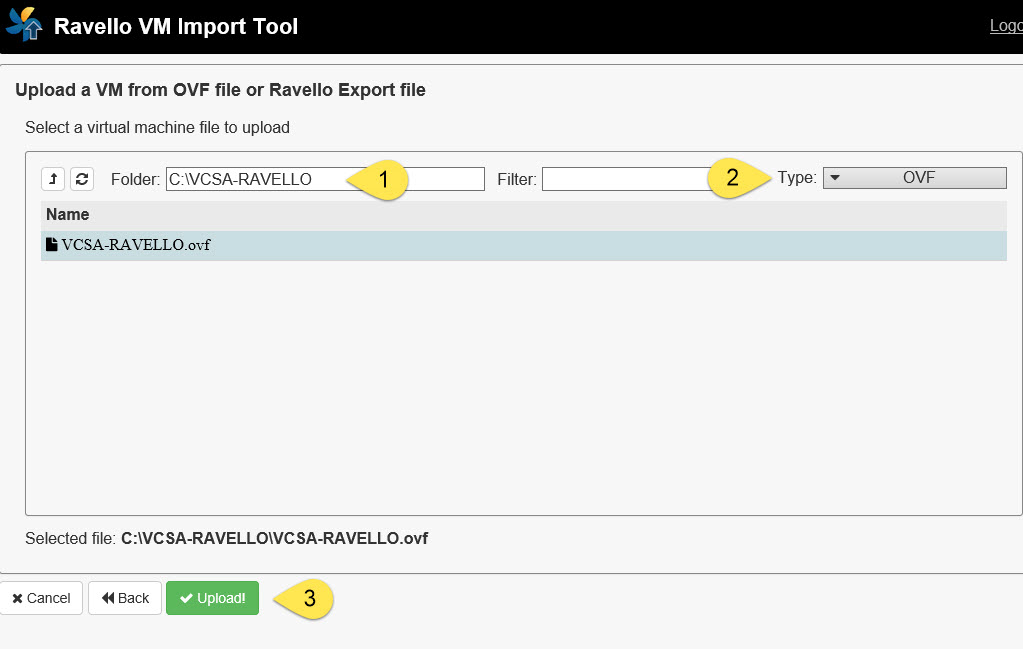 Ravello VM Import Tool
Logo
Upload a VM from OVF file or Ravello Export file
Select a virtual machine file to upload
Folder: C:\VCSA-RAVELLO 1 Filter: 2 Type: OVF
Name
VCSA-RAVELLO.ovf
Selected file: C:\VCSA-RAVELLO\VCSA-RAVELLO.ovf
Cancel Back Upload! 3